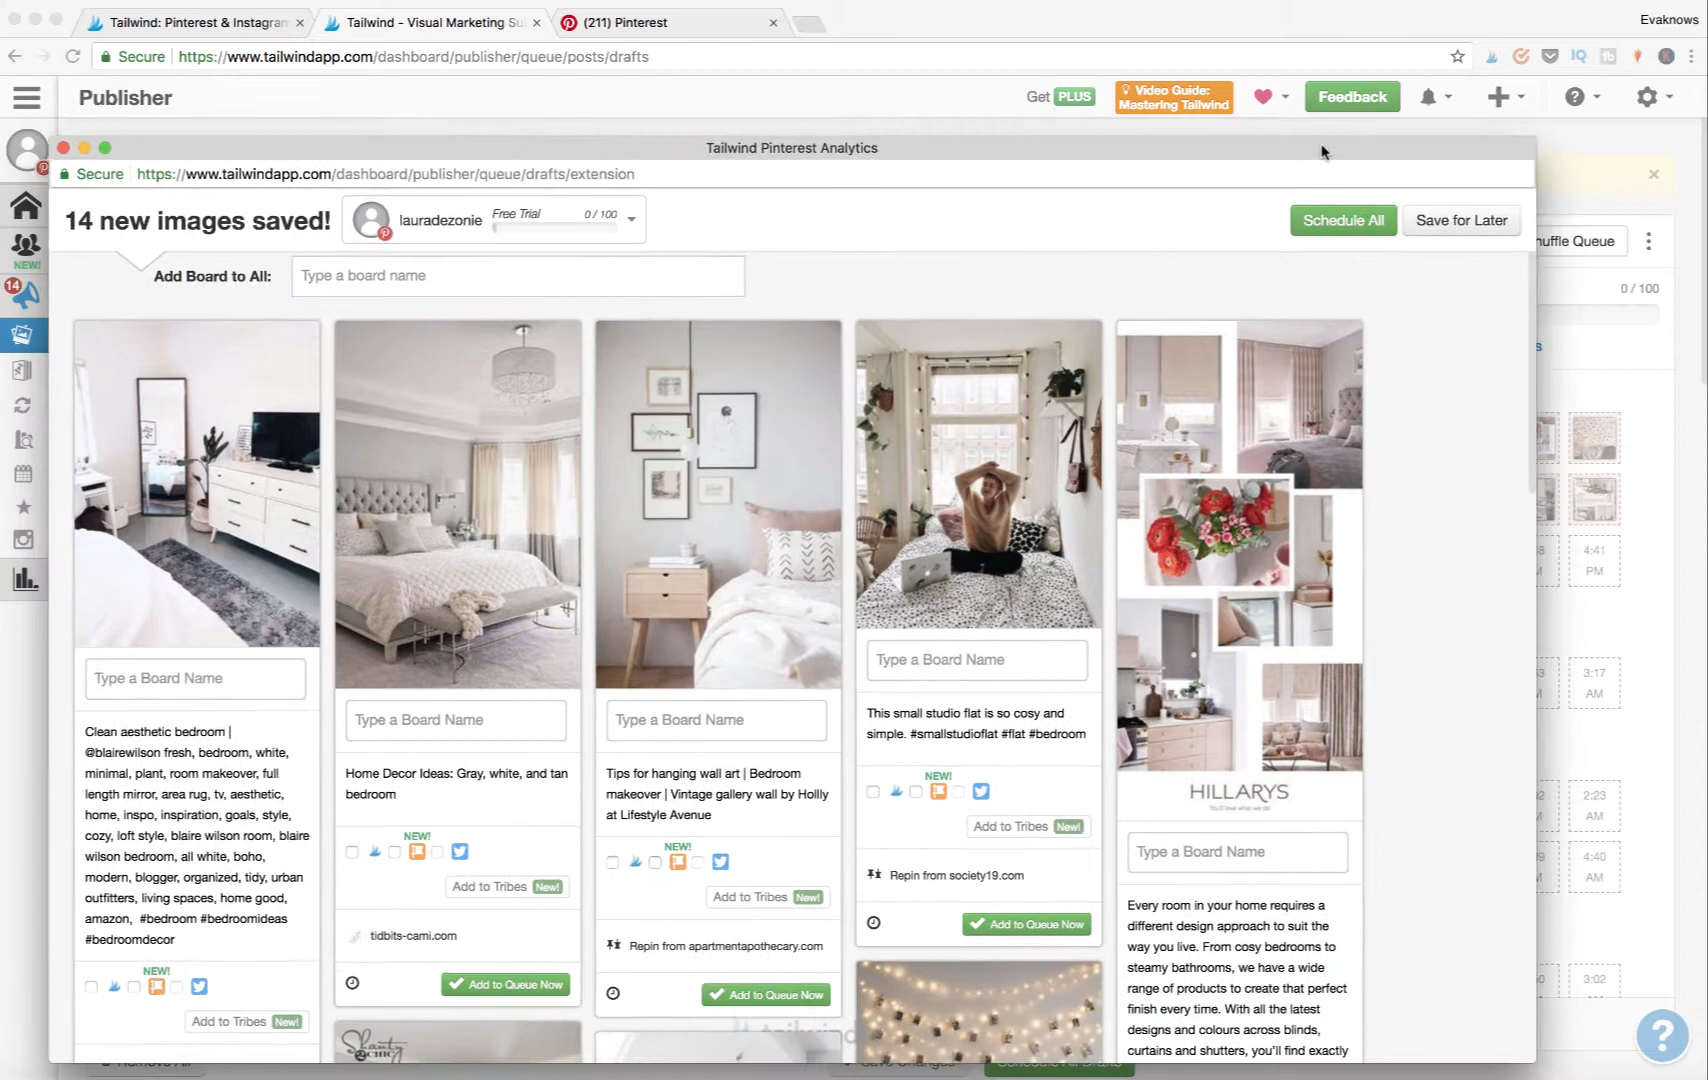 Evaknows
Tailwind: Pinterest & Instagram
Tailwind - Visual Marketing Su
(211) Pinterest
Secure
https://www.tailwindapp.com/dashboard/publisher/queue/posts/drafts
Publisher
Get PLUS
Video Guide:
Mastering Tailwind
Feedback
Tailwind Pinterest Analytics
Secure
https://www.tailwindapp.com/dashboard/publisher/queue/drafts/extension
14 new images saved!
lauradezonie
Free Trial
0 / 100
Schedule All
Save for Later
Queue
0 / 100
NEW!
14
Add Board to All:
Type a board name
Type a Board Name
Clean aesthetic bedroom |
@blairewilson fresh, bedroom, white,
minimal, plant, room makeover, full
length mirror, area rug, tv, aesthetic,
home, inspo, inspiration, goals, style,
cozy, loft style, blaire wilson room, blaire
wilson bedroom, all white, boho,
modern, blogger, organized, tidy, urban
outfitters, living spaces, home good,
amazon, #bedroom #bedroomideas
#bedroomdecor
NEW!
Add to Tribes New!
Type a Board Name
Home Decor Ideas: Gray, white, and tan
bedroom
NEW!
Add to Tribes New!
tidbits-cami.com
Add to Queue Now
Shanty
CHIC
Type a Board Name
Tips for hanging wall art | Bedroom
makeover | Vintage gallery wall by Hollly
at Lifestyle Avenue
NEW!
Add to Tribes New!
Repin from apartmentapothecary.com
Add to Queue Now
Type a Board Name
This small studio flat is so cosy and
simple. #smallstudioflat #flat #bedroom
NEW!
Add to Tribes New!
Repin from society19.com
Add to Queue Now
HILLARYS
You'll love what we do
Type a Board Name
Every room in your home requires a
different design approach to suit the
way you live. From cosy bedrooms to
steamy bathrooms, we have a wide
range of products to create that perfect
finish every time. With all the latest
designs and colours across blinds,
curtains and shutters, you'll find exactly
4:41
PM
3:17
AM
2:23
AM
4:40
AM
3:02
AM